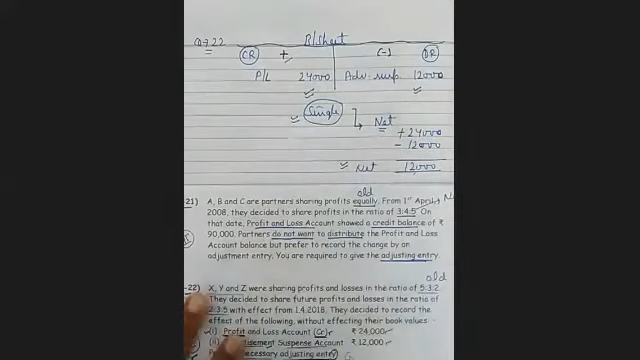 Q→22 B/Sheet
CR + (-) DR
P/L 24000 Adv. susp. 12000
Single Net
+ 24000
- 12000
Net 12,000
old
21) A, B and C are partners sharing profits equally. From 1st April,
2008, they decided to share profits in the ratio of 3:4:5. On
that date, Profit and Loss Account showed a credit balance of ₹
90,000. Partners do not want to distribute the Profit and Loss
Account balance but prefer to record the change by an
adjustment entry. You are required to give the adjusting entry.
old
-22) X, Y and Z were sharing profits and losses in the ratio of 5:3:2
They decided to share future profits and losses in the ratio of
2:3:5 with effect from 1.4.2018. They decided to record the
effect of the following, without effecting their book values:-
(i) Profit and Loss Account (Cr) ₹ 24,000
(ii) Suspense Account ₹ 12,000
necessary adjusting entry